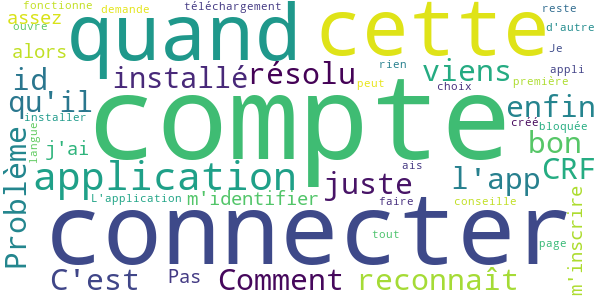 fonctionne demande téléchargement reste
assez quand cette d'autre
ouvre Je
alors rien appli
id installé résolu viens première
peut choix
qu'il compte enfin
installer créé bloquée
Problème langue j'ai bon
application ais l'app CRF
L'application m'identifier juste faire conseille m'inscrire
connecter
tout page
C'est Pas Comment reconnaît